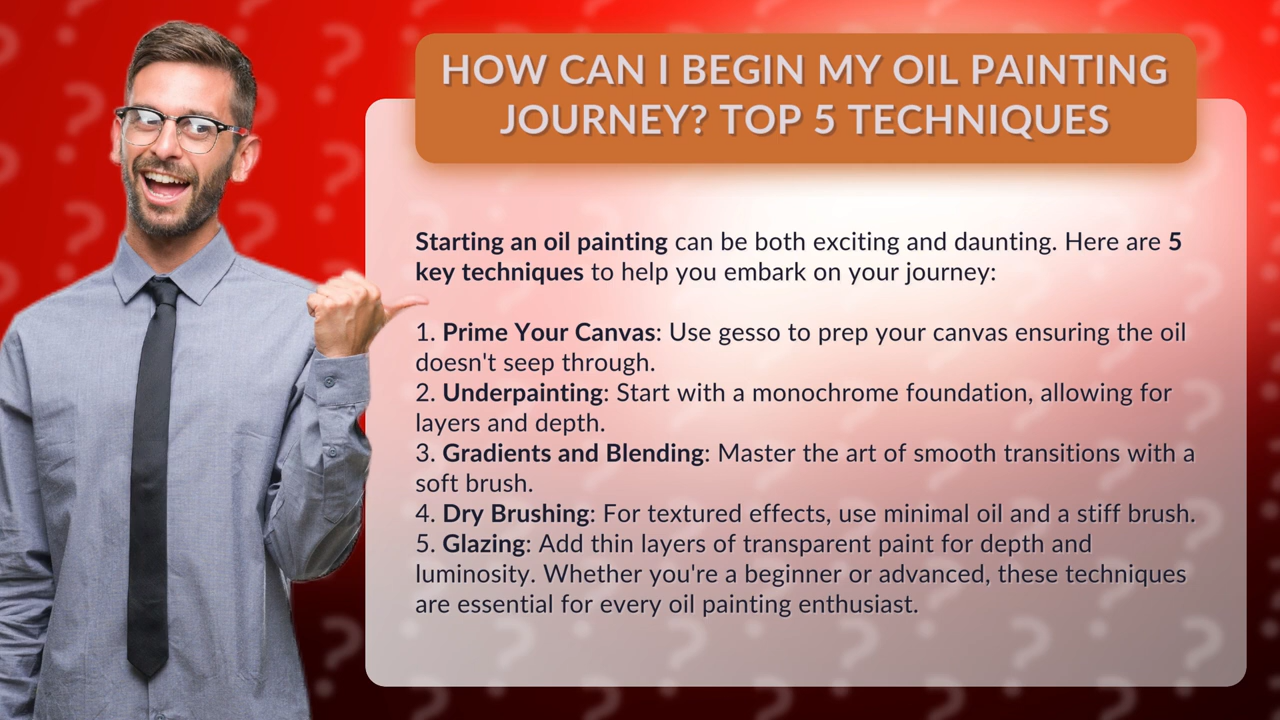 HOW CAN I BEGIN MY OIL PAINTING
JOURNEY? TOP 5 TECHNIQUES
Starting an oil painting can be both exciting and daunting. Here are 5
key techniques to help you embark on your journey:
1. Prime Your Canvas: Use gesso to prep your canvas ensuring the oil
doesn't seep through.
2. Underpainting: Start with a monochrome foundation, allowing for
layers and depth.
3. Gradients and Blending: Master the art of smooth transitions with a
soft brush.
4. Dry Brushing: For textured effects, use minimal oil and a stiff brush.
5. Glazing: Add thin layers of transparent paint for depth and
luminosity. Whether you're a beginner or advanced, these techniques
are essential for every oil painting enthusiast.